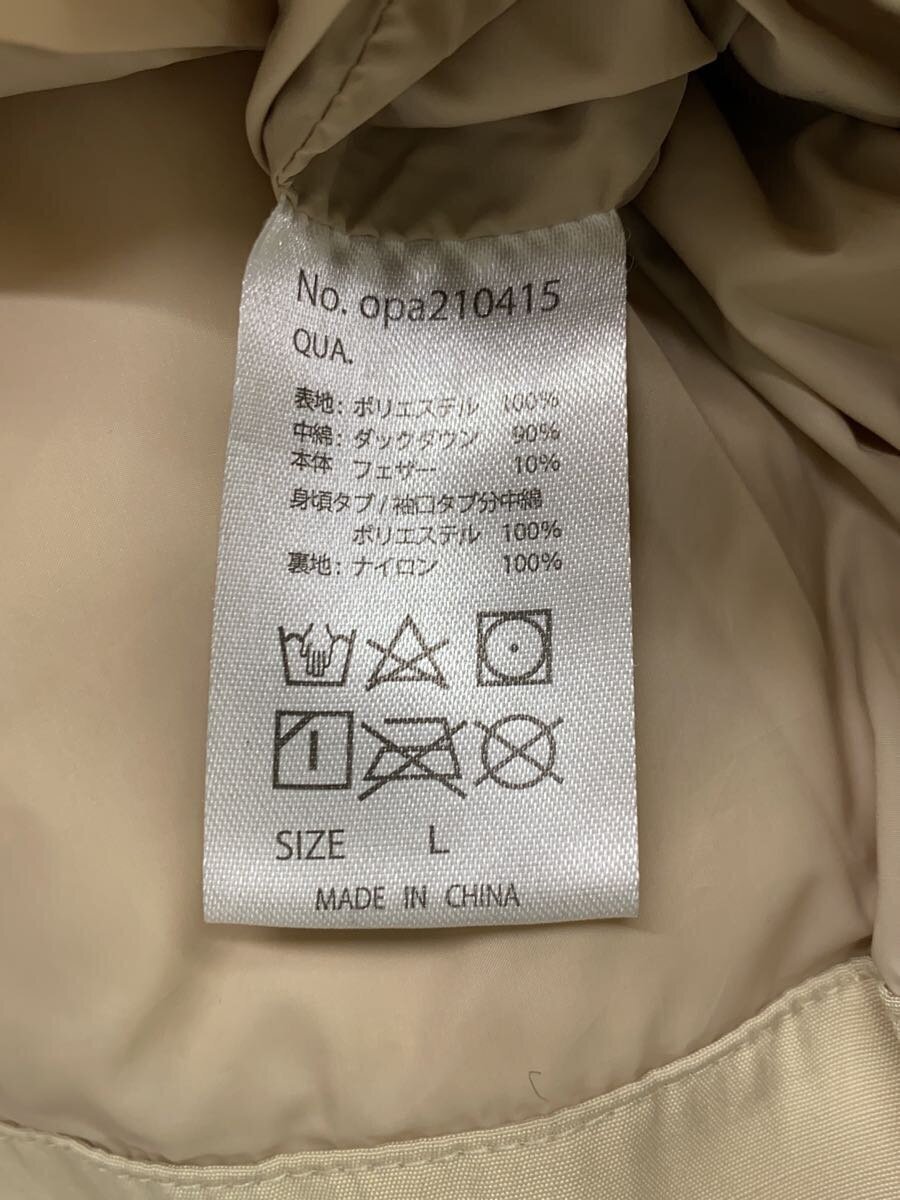 No. opa210415
QUA.
表地: ポリエステル 100%
中綿: ダックダウン 90%
本体 フェザー 10%
身頃タブ/袖口タブ分中綿
ポリエステル 100%
裏地: ナイロン 100%
SIZE L
MADE IN CHINA